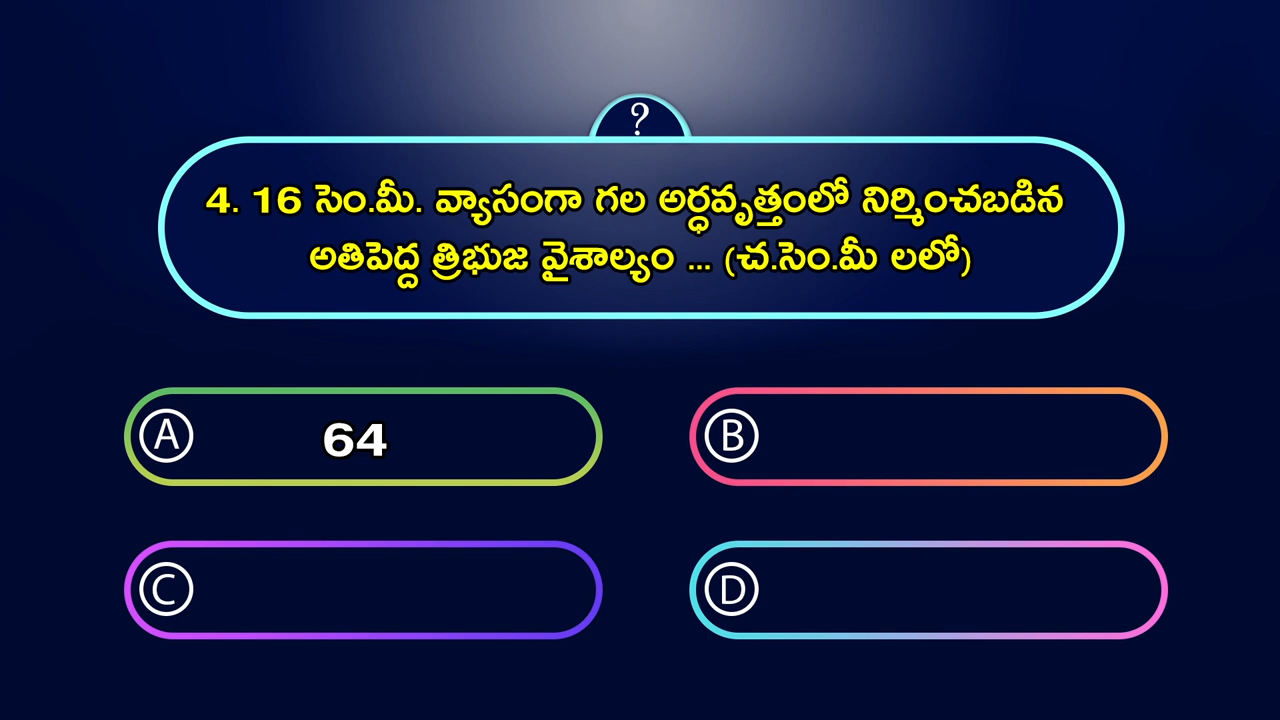 ?
4. 16 సెం.మీ. వ్యాసంగా గల అర్ధవృత్తంలో నిర్మించబడిన
అతిపెద్ద త్రిభుజ వైశాల్యం ... (చ.సెం.మీ లలో)
A 64
B
C
D